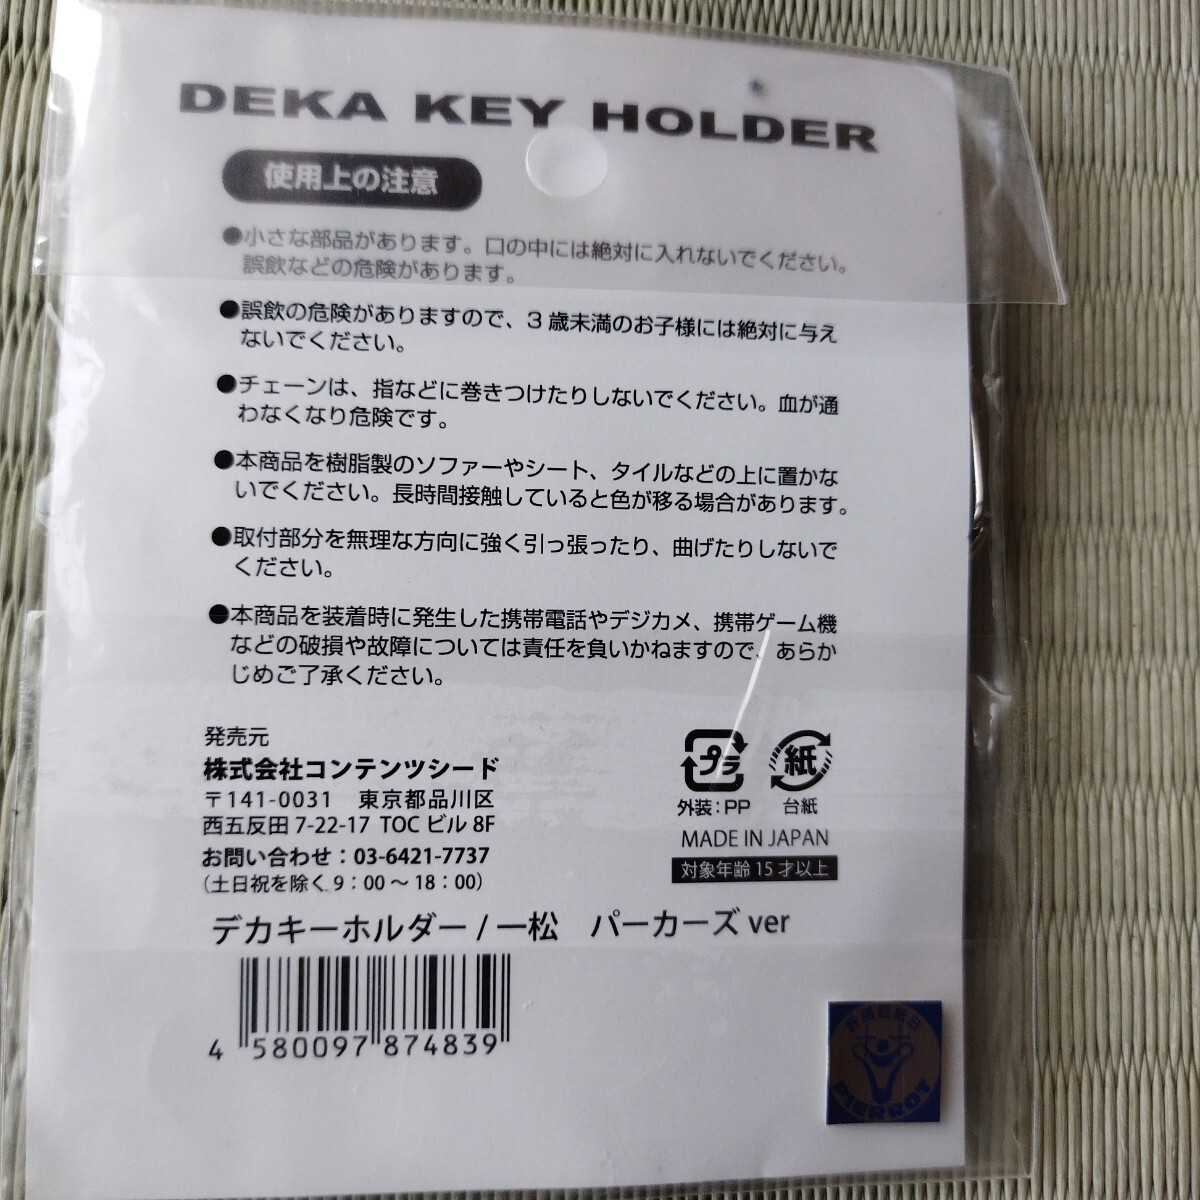 DEKA KEY HOLDER
使用上の注意
●小さな部品があります。口の中には絶対に入れないでください。
誤飲などの危険があります。
●誤飲の危険がありますので、3歳未満のお子様には絶対に与え
ないでください。
●チェーンは、指などに巻きつけたりしないでください。血が通
わなくなり危険です。
●本商品を樹脂製のソファーやシート、タイルなどの上に置かな
いでください。長時間接触していると色が移る場合があります。
●取付部分を無理な方向に強く引っ張ったり、曲げたりしないで
ください。
●本商品を装着時に発生した携帯電話やデジカメ、携帯ゲーム機
などの破損や故障については責任を負いかねますので、あらか
じめご了承ください。
発売元
株式会社コンテンツシード
〒141-0031 東京都品川区
西五反田7-22-17 TOCビル8F
お問い合わせ：03-6421-7737
(土日祝を除く9：00～18：00)
プラ
紙
外装：PP
台紙
MADE IN JAPAN
対象年齢15才以上
デカキーホルダー/一松 パーカーズver
4 580097 874839
PIERROT